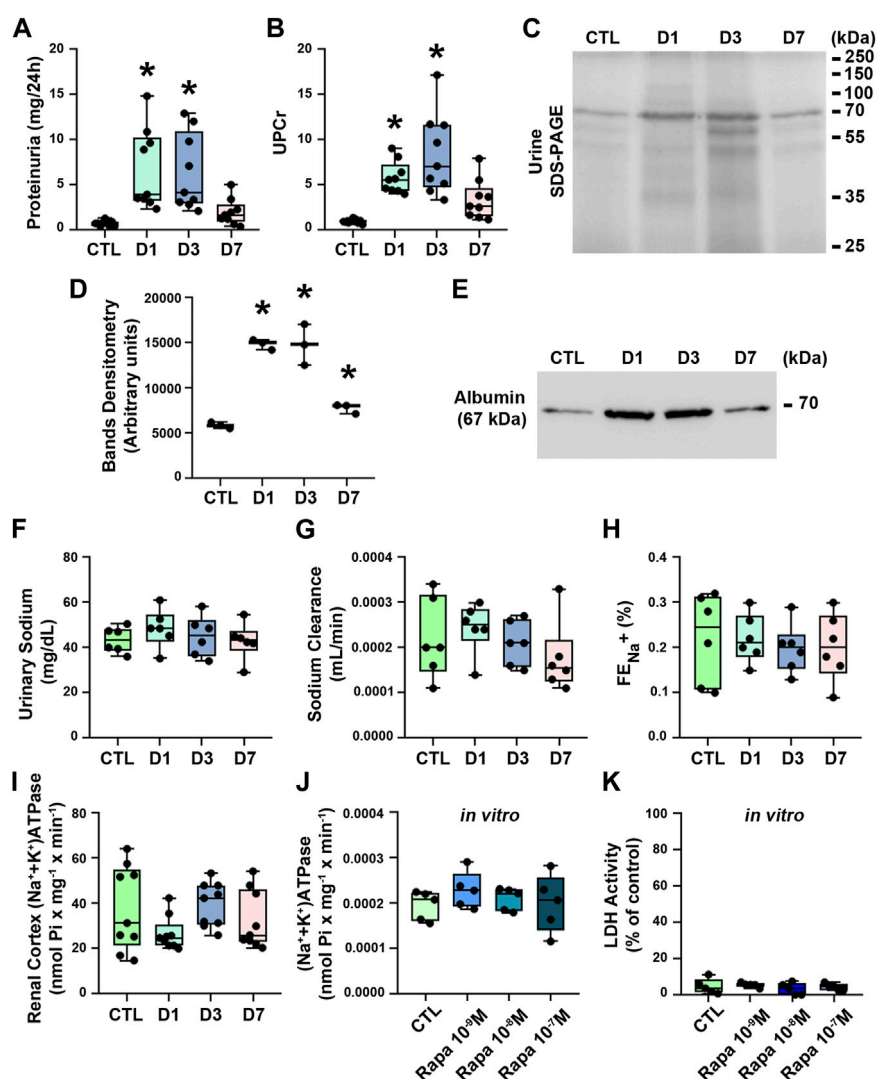 A
Proteinuria (mg/24h)
20
15
10
5
0
*
*
CTL
D1
D3
D7
B
UPCr
20
15
10
5
0
*
*
CTL
D1
D3
D7
C
CTL
D1
D3
D7
(kDa)
Urine
SDS-PAGE
- 250
- 150
- 100
- 70
- 55
- 35
- 25
D
Bands Densitometry
(Arbitrary units)
20000
15000
10000
5000
0
*
*
*
CTL
D1
D3
D7
E
CTL
D1
D3
D7
(kDa)
Albumin
(67 kDa)
- 70
F
Urinary Sodium
(mg/dL)
80
60
40
20
0
CTL
D1
D3
D7
G
Sodium Clearance
(mL/min)
0.0004
0.0003
0.0002
0.0001
0.0000
CTL
D1
D3
D7
H
FENa+ (%)
0.4
0.3
0.2
0.1
0.0
CTL
D1
D3
D7
I
Renal Cortex (Na⁺+K⁺)ATPase
(nmol Pi x mg⁻¹ x min⁻¹)
80
60
40
20
0
CTL
D1
D3
D7
J
in vitro
(Na⁺+K⁺)ATPase
(nmol Pi x mg⁻¹ x min⁻¹)
0.0004
0.0003
0.0002
0.0001
0.0000
CTL
Rapa 10⁻⁹M
Rapa 10⁻⁸M
Rapa 10⁻⁷M
K
in vitro
LDH Activity
(% of control)
100
80
60
40
20
0
CTL
Rapa 10⁻⁹M
Rapa 10⁻⁸M
Rapa 10⁻⁷M